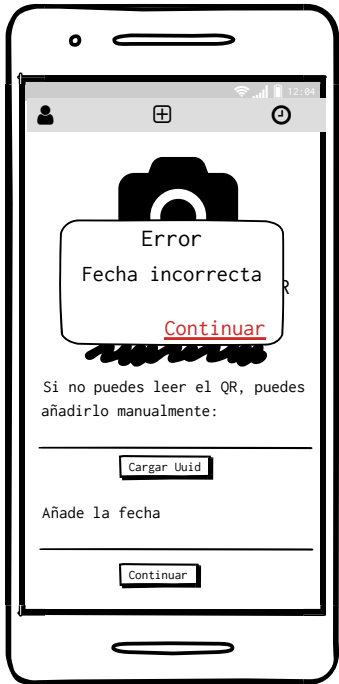 12:04
Error
Fecha incorrecta
R
Continuar
Si no puedes leer el QR, puedes
añadirlo manualmente:
Cargar Uuid
Añade la fecha
Continuar